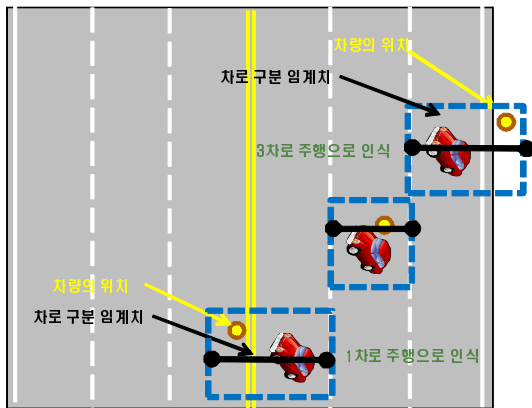 차량의 위치
차로 구분 임계치
3차로 주행으로 인식
차량의 위치
차로 구분 임계치
1차로 주행으로 인식